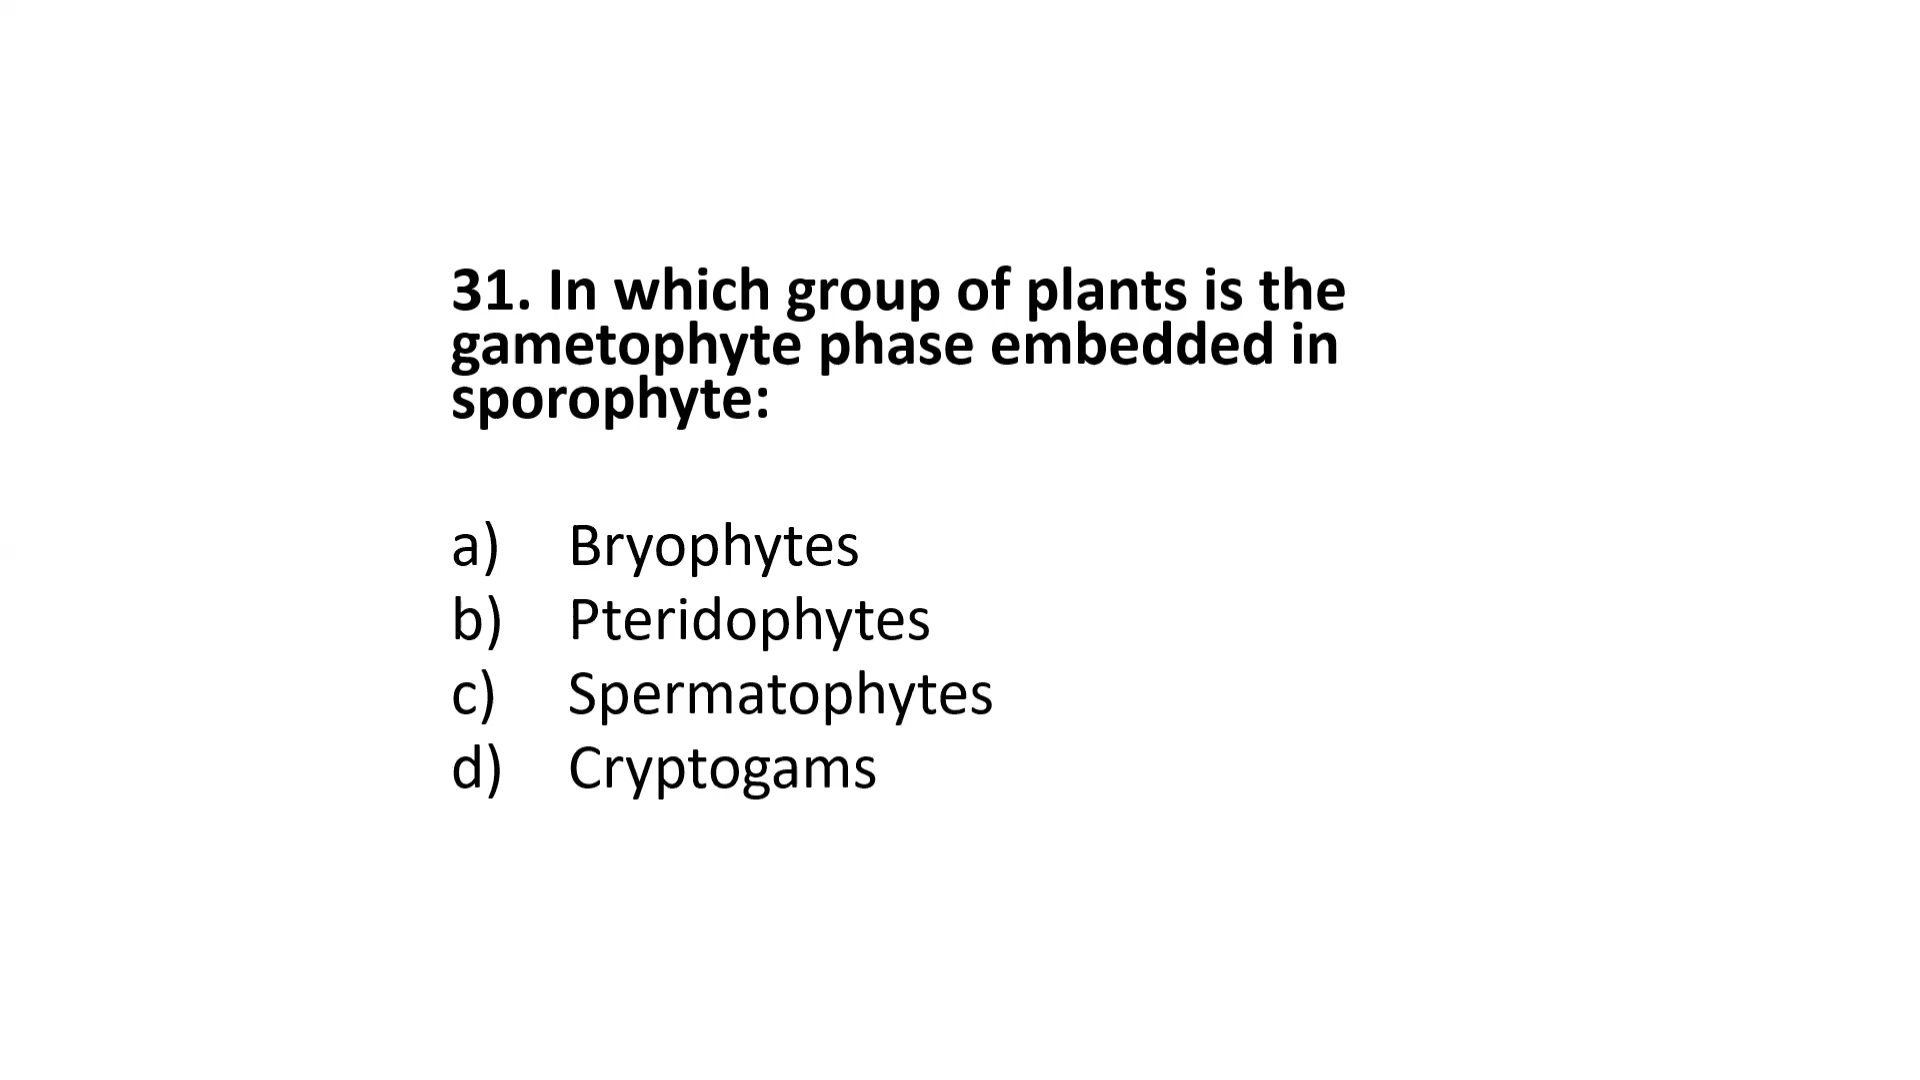 31. In which group of plants is the
gametophyte phase embedded in
sporophyte:
a) Bryophytes
b) Pteridophytes
c) Spermatophytes
d) Cryptogams